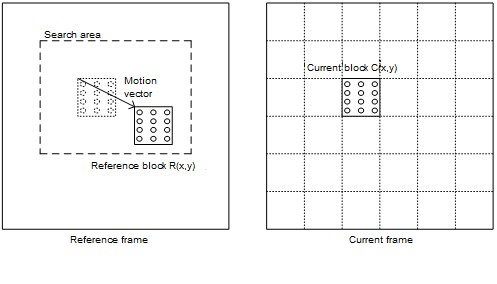 Search area
Motion
vector
Reference block R(x,y)
Reference frame
Current block C(x,y)
Current frame